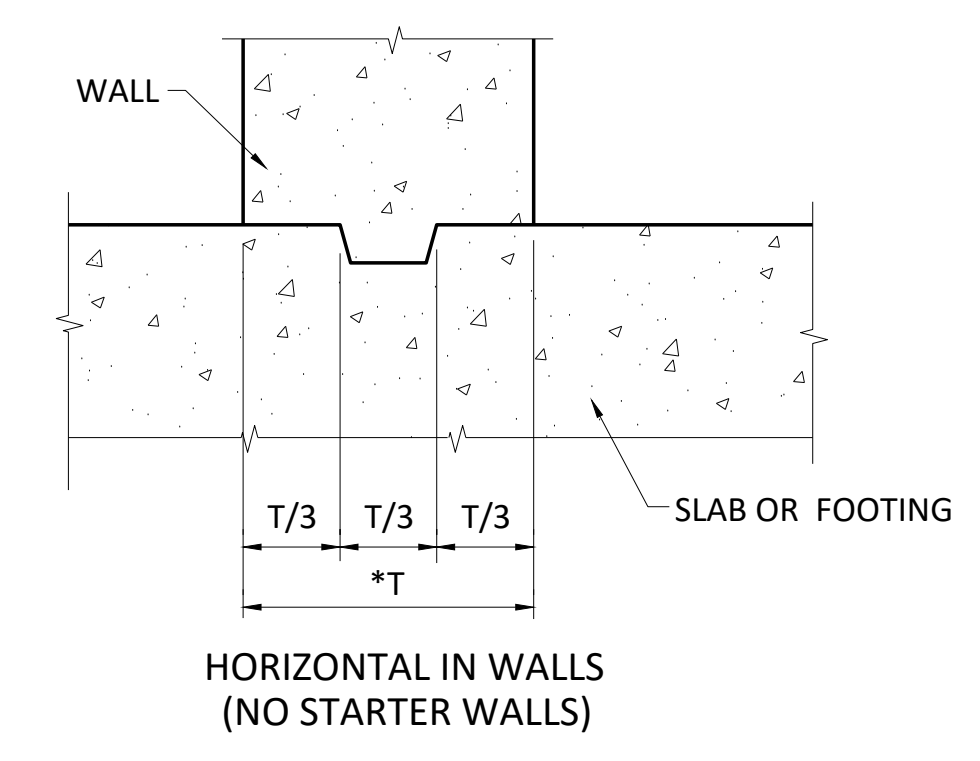 WALL
SLAB OR FOOTING
T/3 T/3 T/3
*T
HORIZONTAL IN WALLS
(NO STARTER WALLS)